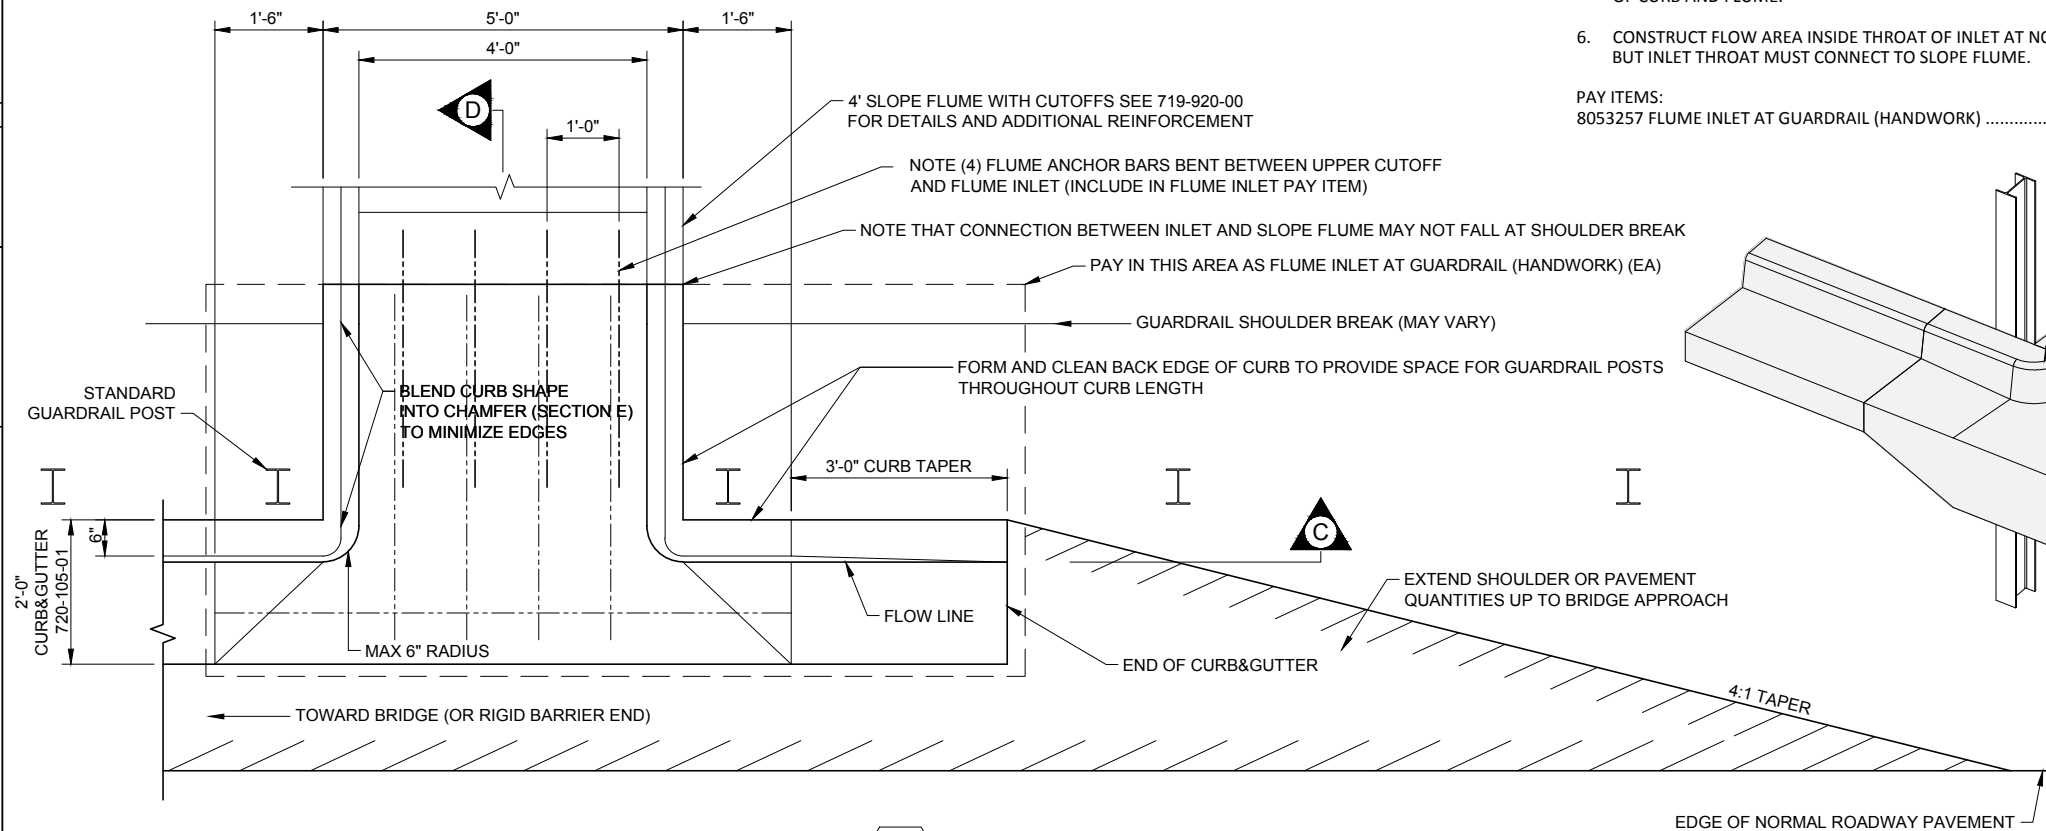 1'-6"
5'-0"
1'-6"
4'-0"
D
1'-0"
OF CURB AND FLUME.
6. CONSTRUCT FLOW AREA INSIDE THROAT OF INLET AT
BUT INLET THROAT MUST CONNECT TO SLOPE FLUME.
PAY ITEMS:
8053257 FLUME INLET AT GUARDRAIL (HANDWORK) .............
4' SLOPE FLUME WITH CUTOFFS SEE 719-920-00
FOR DETAILS AND ADDITIONAL REINFORCEMENT
NOTE (4) FLUME ANCHOR BARS BENT BETWEEN UPPER CUTOFF
AND FLUME INLET (INCLUDE IN FLUME INLET PAY ITEM)
NOTE THAT CONNECTION BETWEEN INLET AND SLOPE FLUME MAY NOT FALL AT SHOULDER BREAK
PAY IN THIS AREA AS FLUME INLET AT GUARDRAIL (HANDWORK) (EA)
GUARDRAIL SHOULDER BREAK (MAY VARY)
FORM AND CLEAN BACK EDGE OF CURB TO PROVIDE SPACE FOR GUARDRAIL POSTS
THROUGHOUT CURB LENGTH
STANDARD
GUARDRAIL POST
BLEND CURB SHAPE
INTO CHAMFER (SECTION E)
TO MINIMIZE EDGES
3'-0" CURB TAPER
C
6"
2'-0"
CURB&GUTTER
720-105-01
EXTEND SHOULDER OR PAVEMENT
QUANTITIES UP TO BRIDGE APPROACH
FLOW LINE
MAX 6" RADIUS
END OF CURB&GUTTER
4:1 TAPER
TOWARD BRIDGE (OR RIGID BARRIER END)
EDGE OF NORMAL ROADWAY PAVEMENT